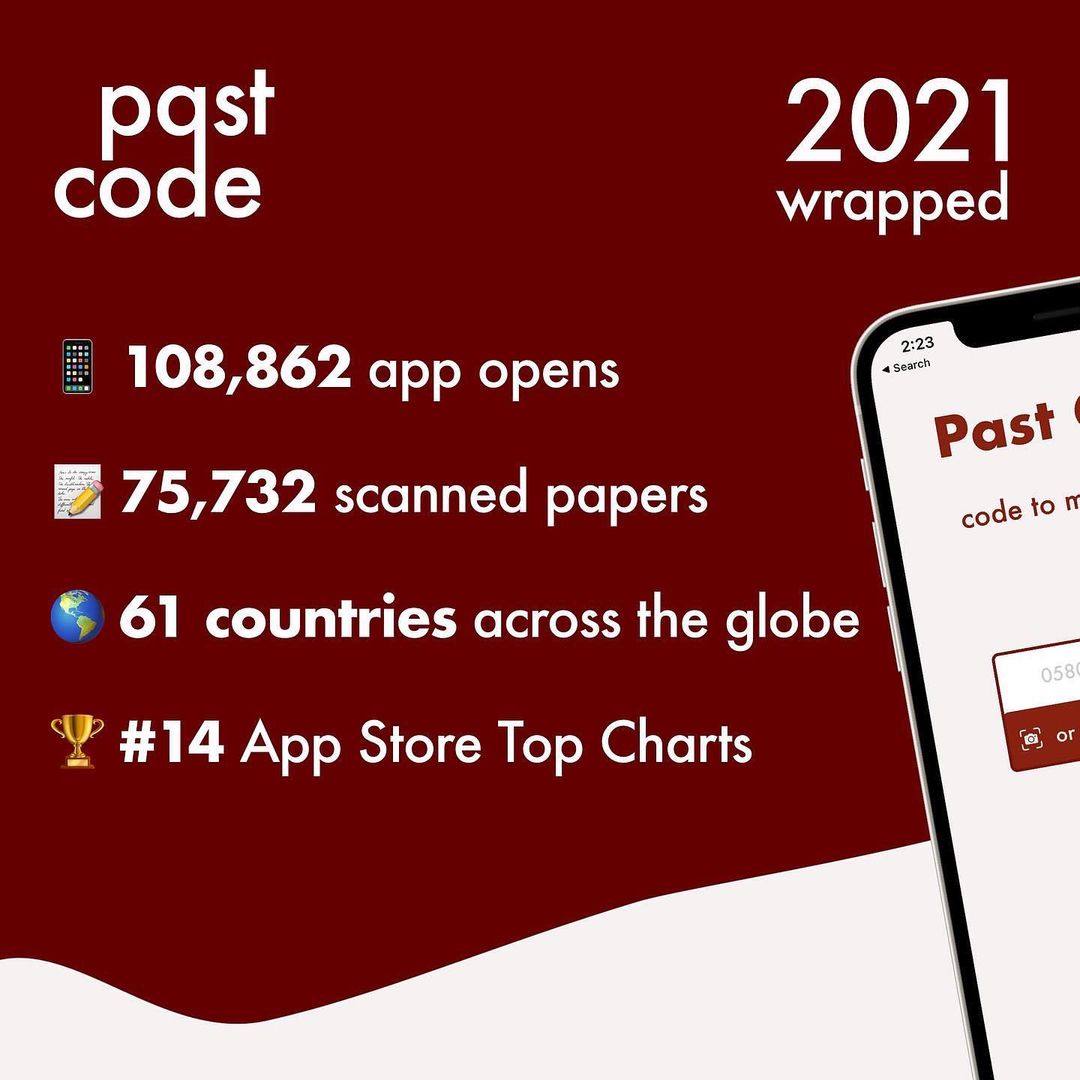 past
code
2021
wrapped
108,862 app opens
75,732 scanned papers
61 countries across the globe
#14 App Store Top Charts
2:23
◀ Search
Past
code to
0580
or